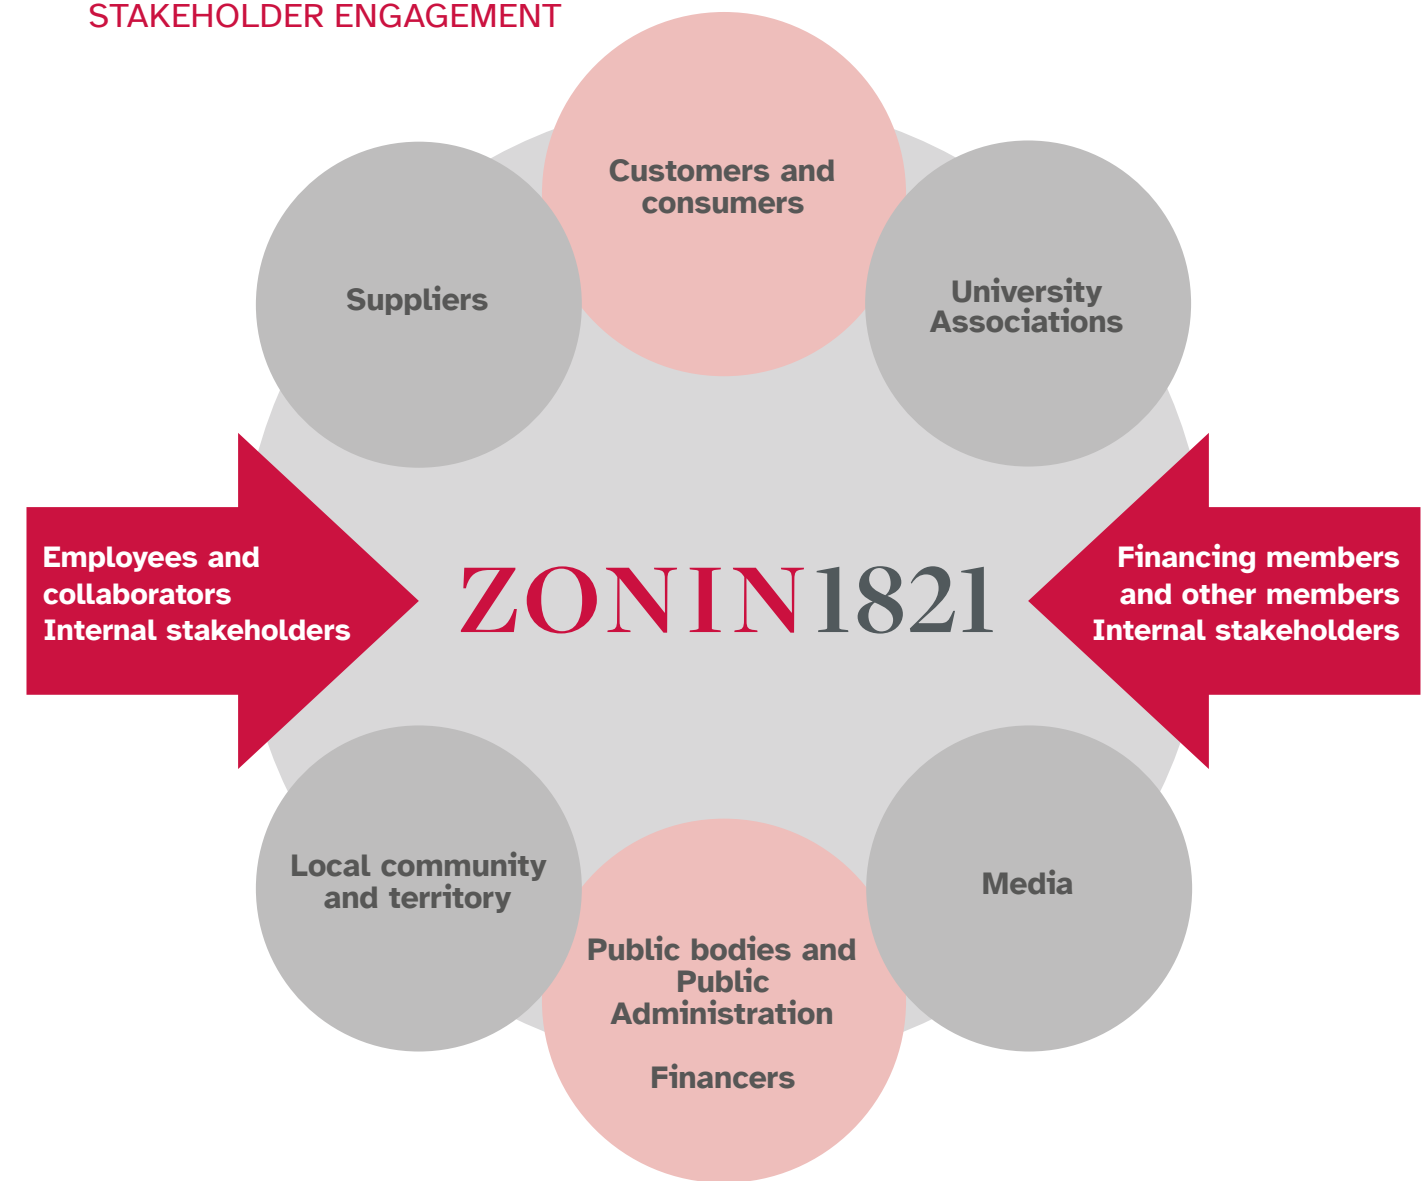 STAKEHOLDER ENGAGEMENT
Customers and
consumers
Suppliers
University
Associations
Employees and
collaborators
Internal stakeholders
ZONIN1821
Financing members
and other members
Internal stakeholders
Local community
and territory
Media
Public bodies and
Public
Administration
Financers